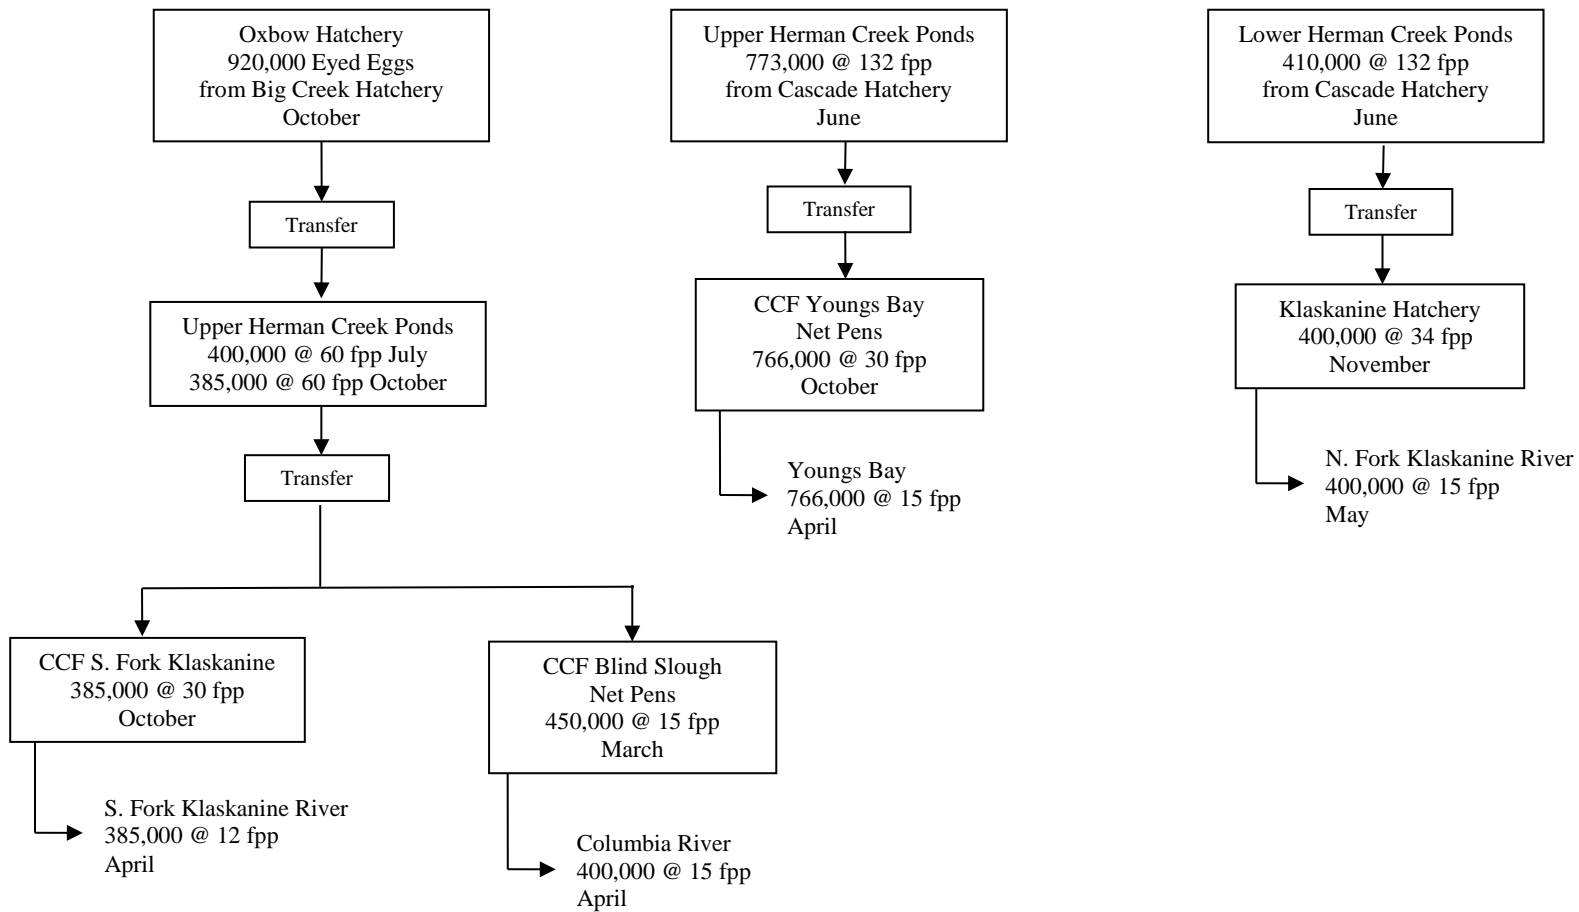 Oxbow Hatchery
920,000 Eyed Eggs
from Big Creek Hatchery
October
Transfer
Upper Herman Creek Ponds
400,000 @ 60 fpp July
385,000 @ 60 fpp October
Transfer
CCF S. Fork Klaskanine
385,000 @ 30 fpp
October
S. Fork Klaskanine River
385,000 @ 12 fpp
April
CCF Blind Slough
Net Pens
450,000 @ 15 fpp
March
Columbia River
400,000 @ 15 fpp
April
Upper Herman Creek Ponds
773,000 @ 132 fpp
from Cascade Hatchery
June
Transfer
CCF Youngs Bay
Net Pens
766,000 @ 30 fpp
October
Youngs Bay
766,000 @ 15 fpp
April
Lower Herman Creek Ponds
410,000 @ 132 fpp
from Cascade Hatchery
June
Transfer
Klaskanine Hatchery
400,000 @ 34 fpp
November
N. Fork Klaskanine River
400,000 @ 15 fpp
May